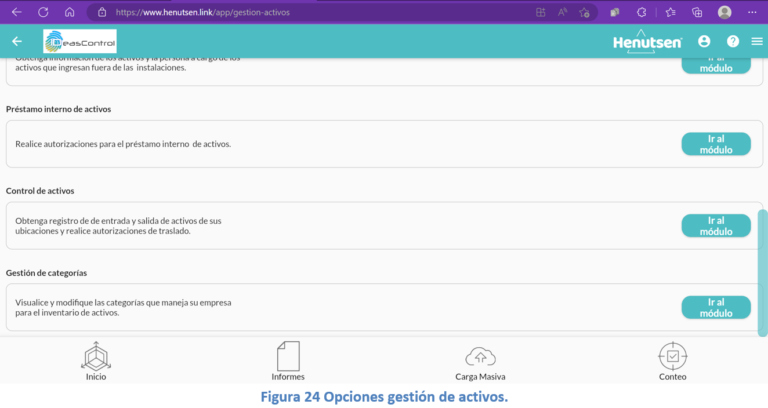 https://www.henutsen.link/app/gestion-activos
IdeasControl
Henutsen
Obtenga información de los activos y la persona a cargo de los
activos que ingresan fuera de las instalaciones.
Ir al
módulo
Préstamo interno de activos
Realice autorizaciones para el préstamo interno de activos.
Ir al
módulo
Control de activos
Obtenga registro de de entrada y salida de activos de sus
ubicaciones y realice autorizaciones de traslado.
Ir al
módulo
Gestión de categorías
Visualice y modifique las categorías que maneja su empresa
para el inventario de activos.
Ir al
módulo
Inicio
Informes
Carga Masiva
Conteo
Figura 24 Opciones gestión de activos.